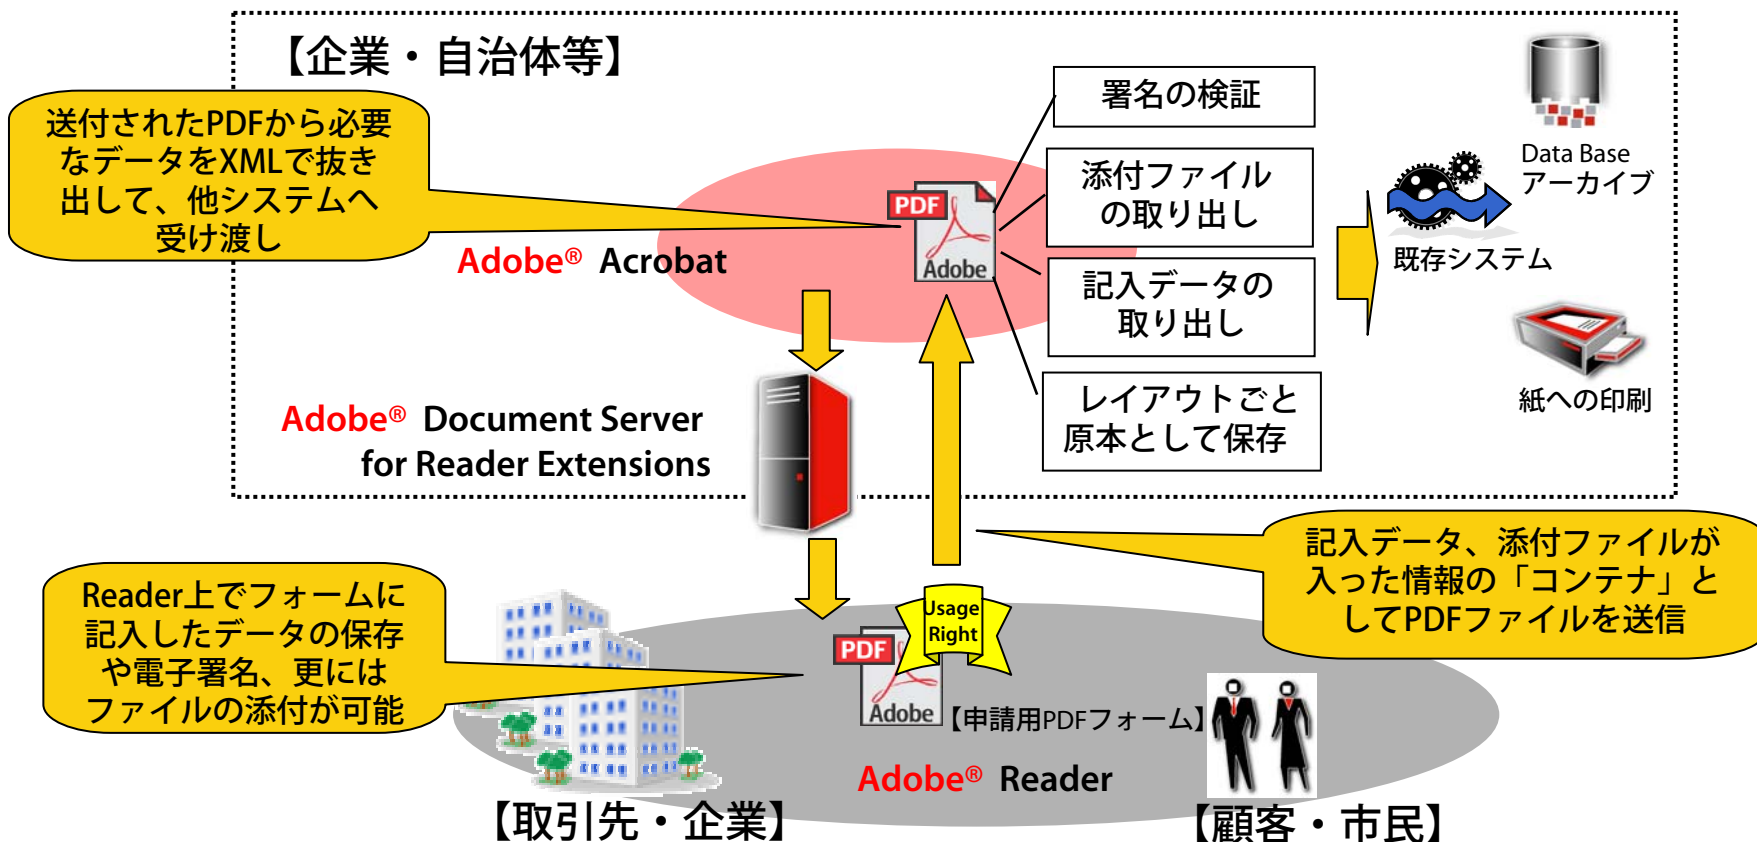 【企業・自治体等】
送付されたPDFから必要
なデータをXMLで抜き
出して、他システムへ
受け渡し
Adobe® Acrobat
PDF
Adobe
署名の検証
添付ファイル
の取り出し
記入データの
取り出し
レイアウトごと
原本として保存
Data Base
アーカイブ
既存システム
紙への印刷
Adobe® Document Server
for Reader Extensions
記入データ、添付ファイルが
入った情報の「コンテナ」と
してPDFファイルを送信
Reader上でフォームに
記入したデータの保存
や電子署名、更には
ファイルの添付が可能
Usage
Right
PDF
Adobe
【申請用PDFフォーム】
Adobe® Reader
【取引先・企業】
【顧客・市民】